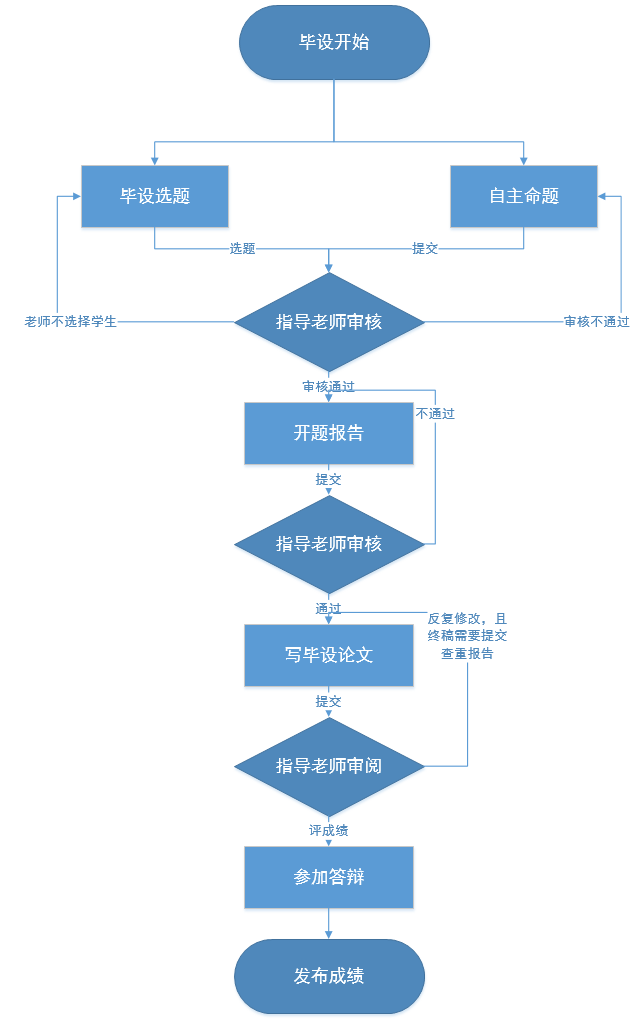 毕设开始
毕设选题
自主命题
选题
提交
老师不选择学生
指导老师审核
审核不通过
审核通过
不通过
开题报告
提交
指导老师审核
通过
反复修改，且
终稿需要提交
查重报告
写毕设论文
提交
指导老师审阅
评成绩
参加答辩
发布成绩